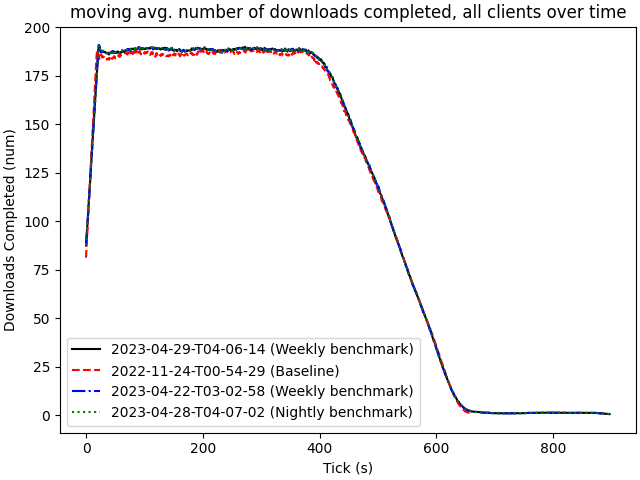 moving avg. number of downloads completed, all clients over time
Downloads Completed (num)
200
175
150
125
100
75
50
25
0
2023-04-29-T04-06-14 (Weekly benchmark)
2022-11-24-T00-54-29 (Baseline)
2023-04-22-T03-02-58 (Weekly benchmark)
2023-04-28-T04-07-02 (Nightly benchmark)
0 200 400 600 800
Tick (s)